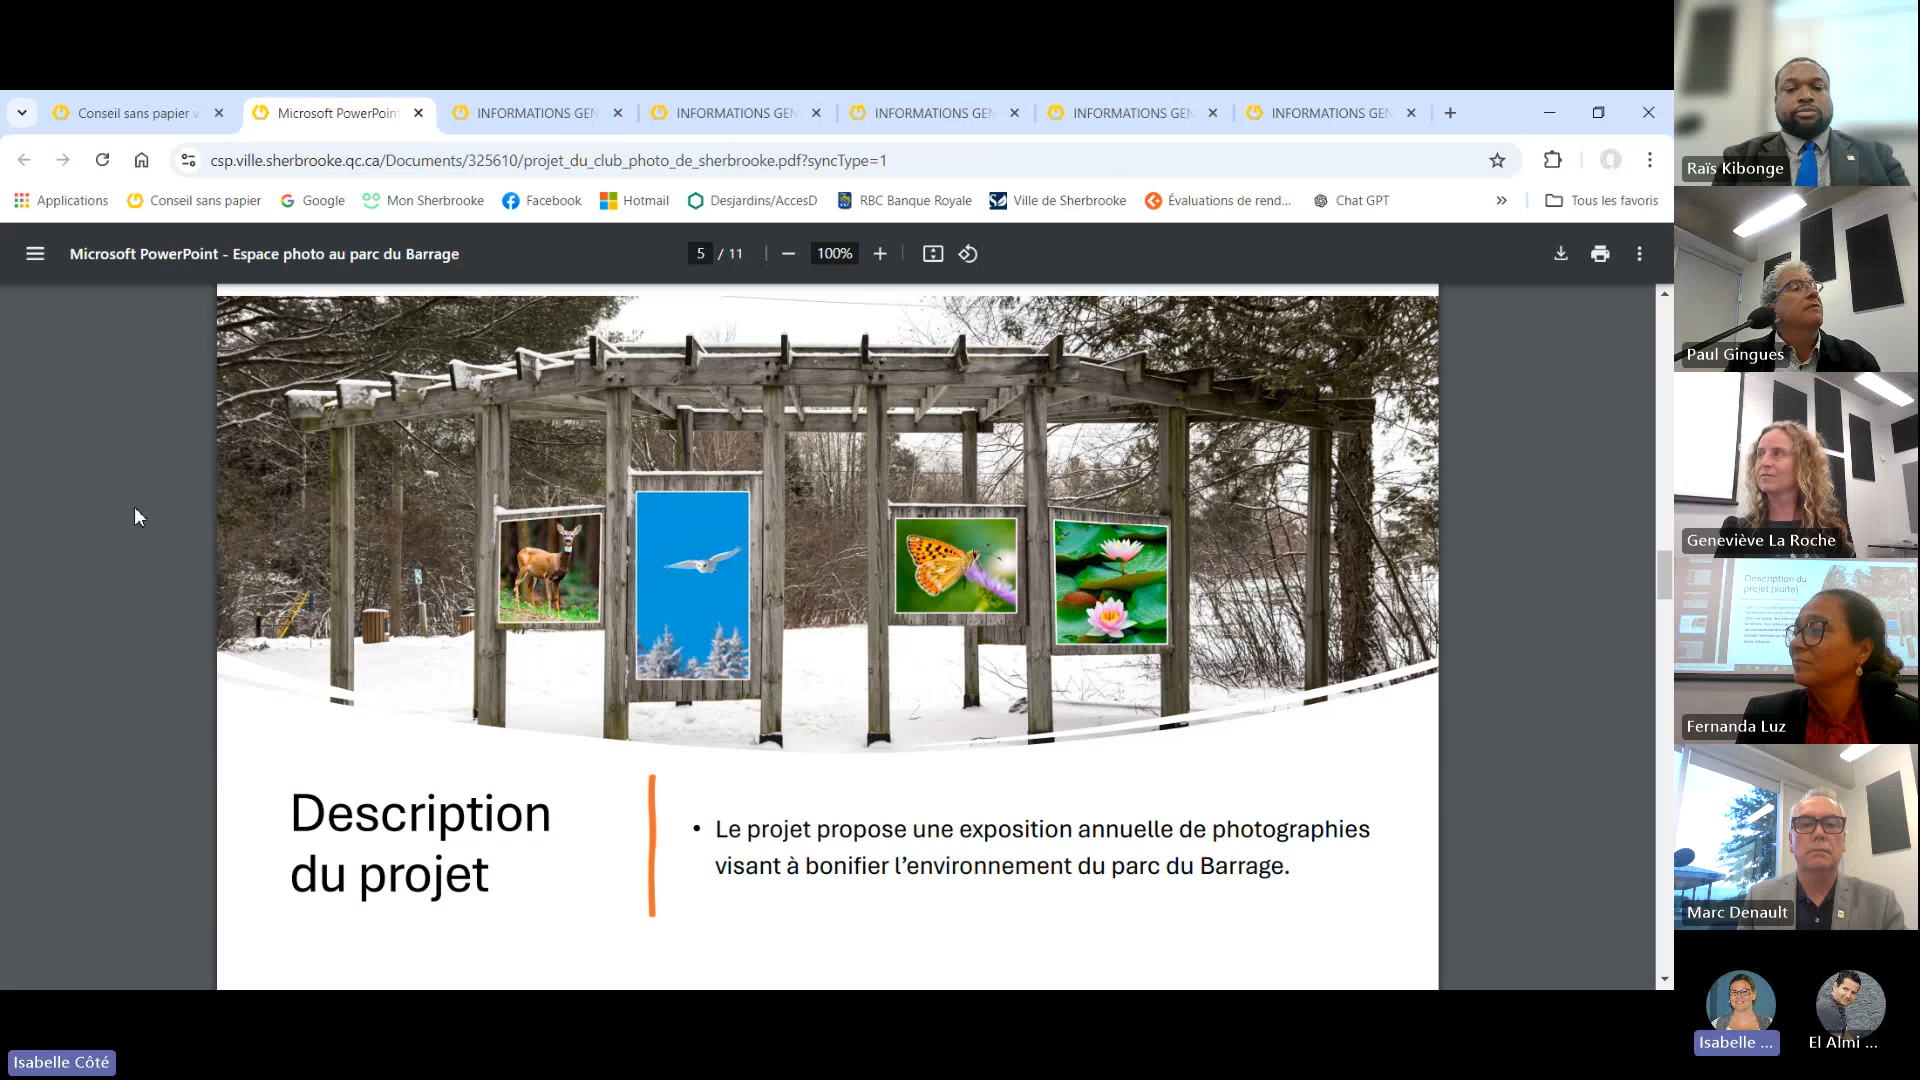 Conseil sans papier
Microsoft PowerPoint
INFORMATIONS GEN
INFORMATIONS GEN
INFORMATIONS GEN
INFORMATIONS GEN
INFORMATIONS GEN
csp.ville.sherbrooke.qc.ca/Documents/325610/projet_du_club_photo_de_sherbrooke.pdf?syncType=1
Applications
Conseil sans papier
Google
Mon Sherbrooke
Facebook
Hotmail
Desjardins/AccesD
RBC Banque Royale
Ville de Sherbrooke
Évaluations de rend...
Chat GPT
»
Tous les favoris
Microsoft PowerPoint - Espace photo au parc du Barrage
5 / 11
100%
Description
du projet
• Le projet propose une exposition annuelle de photographies
visant à bonifier l’environnement du parc du Barrage.
Raïs Kibonge
Paul Gingues
Geneviève La Roche
Description du
projet (suite)
Fernanda Luz
Marc Denault
Isabelle ...
El Almi ...
Isabelle Côté